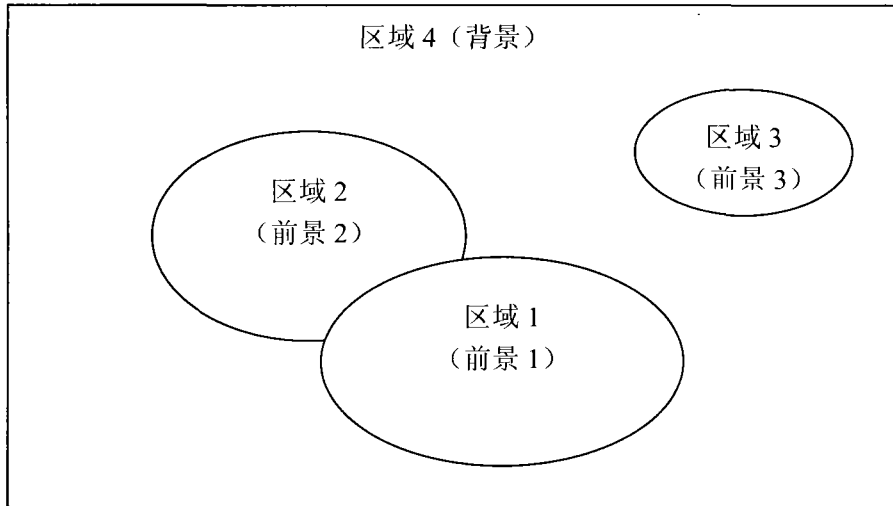 区域 4（背景）
区域 3
（前景 3）
区域 2
（前景 2）
区域 1
（前景 1）